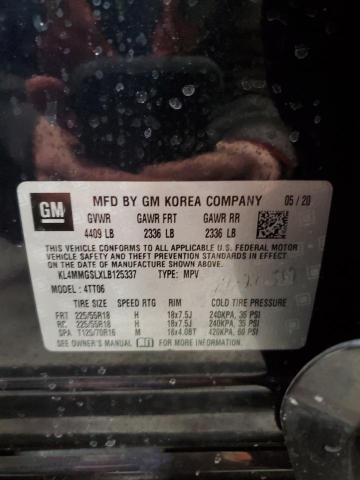 GM
MFD BY GM KOREA COMPANY 05/20
GVWR GAWR FRT GAWR RR
4409 LB 2336 LB 2336 LB
THIS VEHICLE CONFORMS TO ALL APPLICABLE U.S. FEDERAL MOTOR
VEHICLE SAFETY AND THEFT PREVENTION STANDARDS IN EFFECT ON THE
DATE OF MANUFACTURE SHOWN ABOVE.
KL4MMGSLXLB125337 TYPE: MPV
MODEL: 4TT06
TIRE SIZE SPEED RTG RIM COLD TIRE PRESSURE
FRT 225/55R18 H 18x7.5J 240KPA, 35 PSI
RC 225/55R18 H 18x7.5J 240KPA, 35 PSI
SPA T125/70R16 M 16x4.0BT 420KPA, 60 PSI
SEE OWNER'S MANUAL FOR MORE INFORMATION.